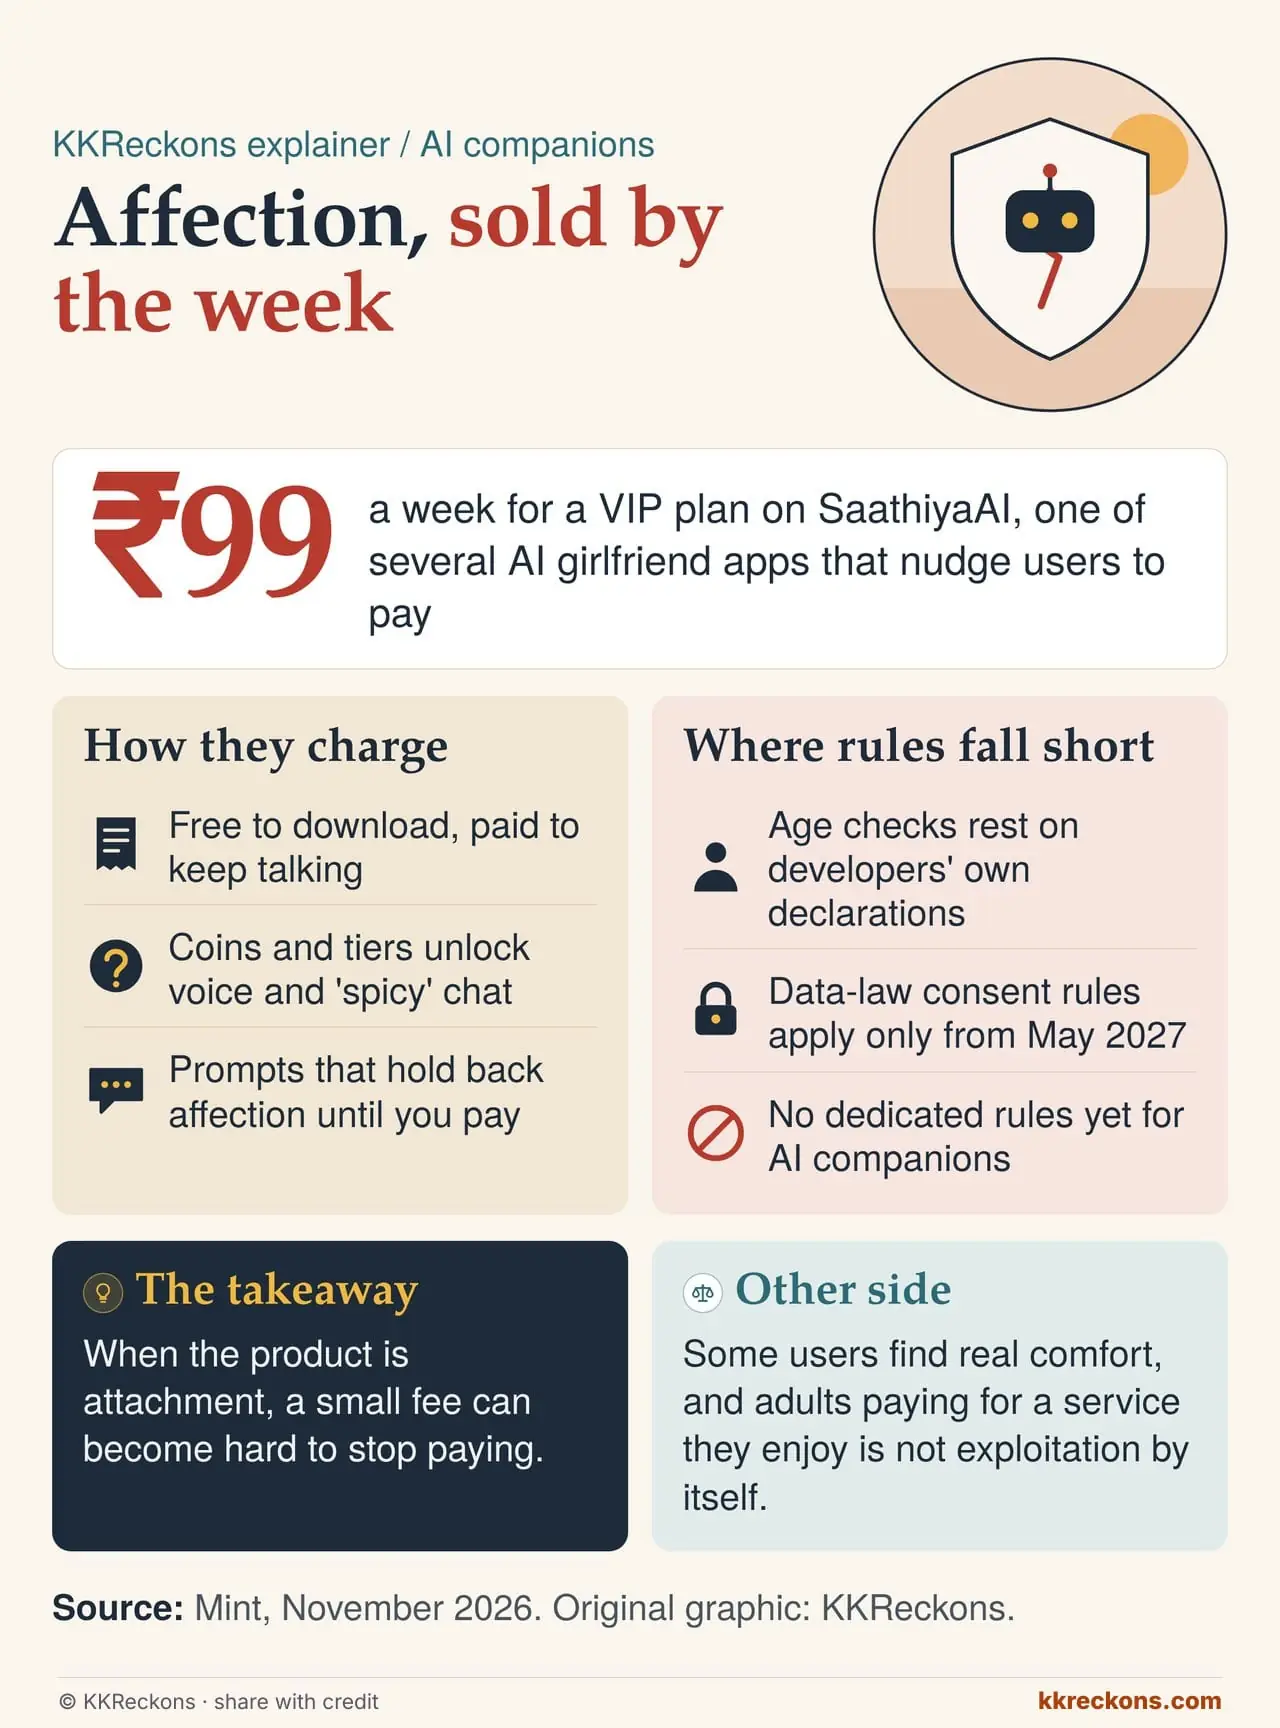 KKReckons explainer / AI companions
Affection, sold by
the week
₹99
a week for a VIP plan on SaathiyaAI, one of
several AI girlfriend apps that nudge users to
pay
How they charge
Free to download, paid to
keep talking
Coins and tiers unlock
voice and 'spicy' chat
Prompts that hold back
affection until you pay
Where rules fall short
Age checks rest on
developers' own
declarations
Data-law consent rules
apply only from May 2027
No dedicated rules yet for
AI companions
The takeaway
When the product is
attachment, a small fee can
become hard to stop paying.
Other side
Some users find real comfort,
and adults paying for a service
they enjoy is not exploitation by
itself.
Source: Mint, November 2026. Original graphic: KKReckons.
© KKReckons · share with credit
kkreckons.com